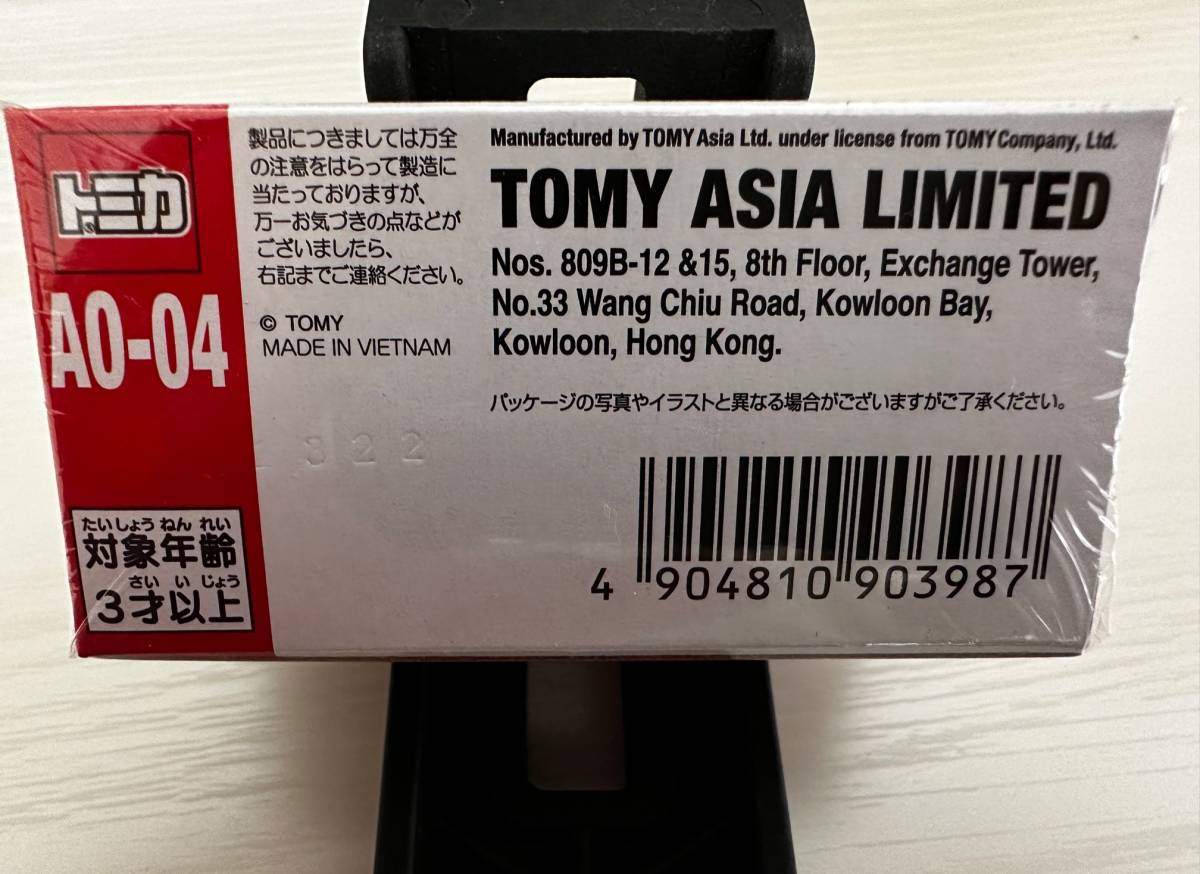 トミカ
AO-04
たいしょう ねん れい
対象年齢
さい い じょう
3才以上
製品につきましては万全
の注意をはらって製造に
当たっておりますが、
万一お気づきの点などが
ございましたら、
右記までご連絡ください。
© TOMY
MADE IN VIETNAM
322
Manufactured by TOMY Asia Ltd. under license from TOMY Company, Ltd.
TOMY ASIA LIMITED
Nos. 809B-12 &15, 8th Floor, Exchange Tower,
No.33 Wang Chiu Road, Kowloon Bay,
Kowloon, Hong Kong.
パッケージの写真やイラストと異なる場合がございますがご了承ください。
4 904810 903987